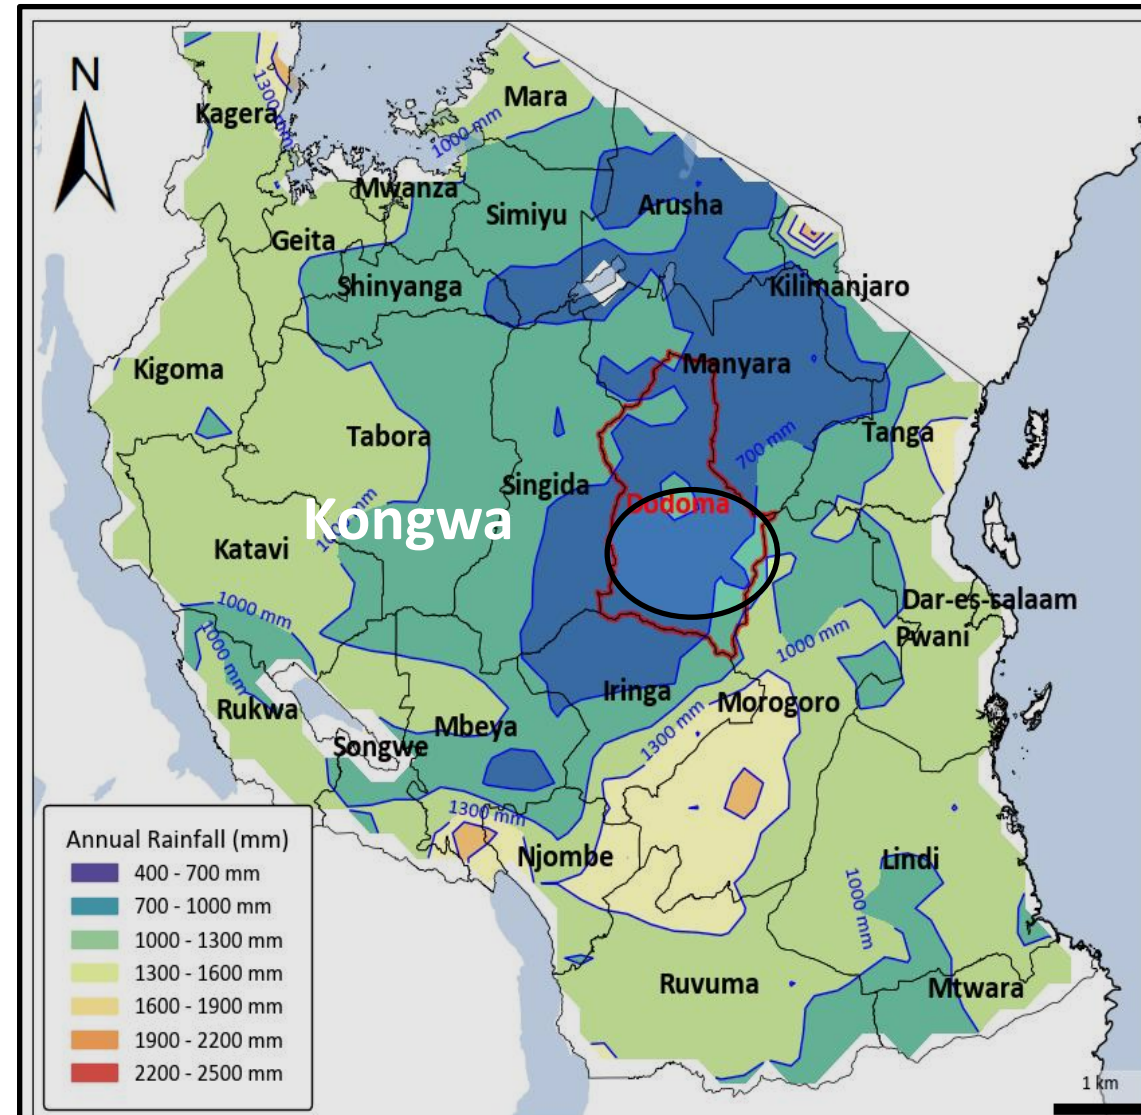 N
Mara
Kagera
1300 mm
1000 mm
Mwanza
Simiyu
Arusha
Geita
Shinyanga
Kilimanjaro
Kigoma
Manyara
Tabora
700 mm
Tanga
Singida
Dodoma
Kongwa
Katavi
1000 mm
Dar-es-salaam
Pwani
1000 mm
1000 mm
Iringa
Morogoro
Rukwa
Mbeya
Songwe
1300 mm
1300 mm
Njombe
Lindi
1000 mm
Ruvuma
Mtwara
Annual Rainfall (mm)
400 - 700 mm
700 - 1000 mm
1000 - 1300 mm
1300 - 1600 mm
1600 - 1900 mm
1900 - 2200 mm
2200 - 2500 mm
1 km